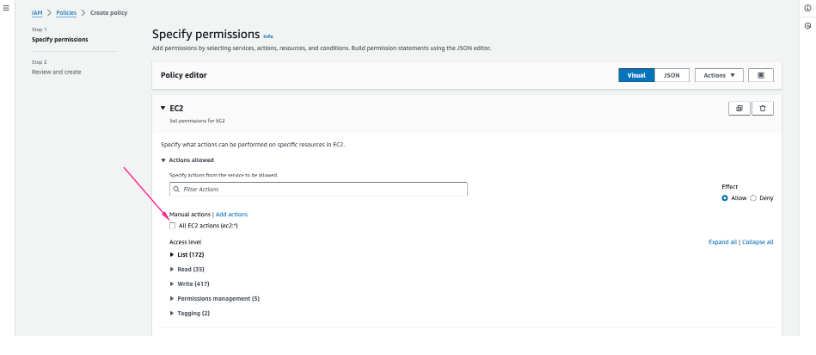 IAM > Policies > Create policy
Step 1
Specify permissions
Step 2
Review and create
Specify permissions Info
Add permissions by selecting services, actions, resources, and conditions. Build permission statements using the JSON editor.
Policy editor
Visual
JSON
Actions ▼
▼ EC2
Set permissions for EC2
Specify what actions can be performed on specific resources in EC2.
▼ Actions allowed
Specify actions from the service to be allowed.
Filter Actions
Effect
Allow
Deny
Manual actions | Add actions
All EC2 actions (ec2:*)
Access level
Expand all | Collapse all
▶ List (172)
▶ Read (35)
▶ Write (417)
▶ Permissions management (5)
▶ Tagging (2)